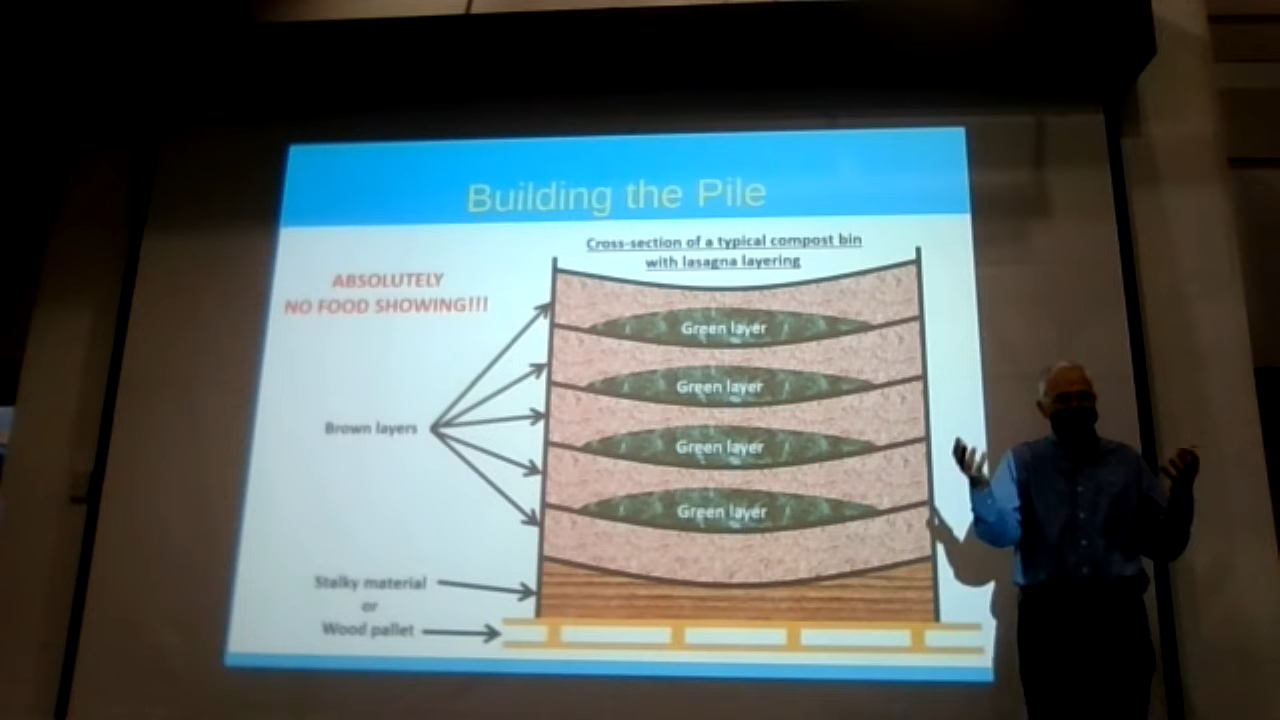 Building the Pile
Cross-section of a typical compost bin
with lasagna layering
ABSOLUTELY
NO FOOD SHOWING!!!
Green layer
Green layer
Brown layers
Green layer
Green layer
Stalky material
or
Wood pallet